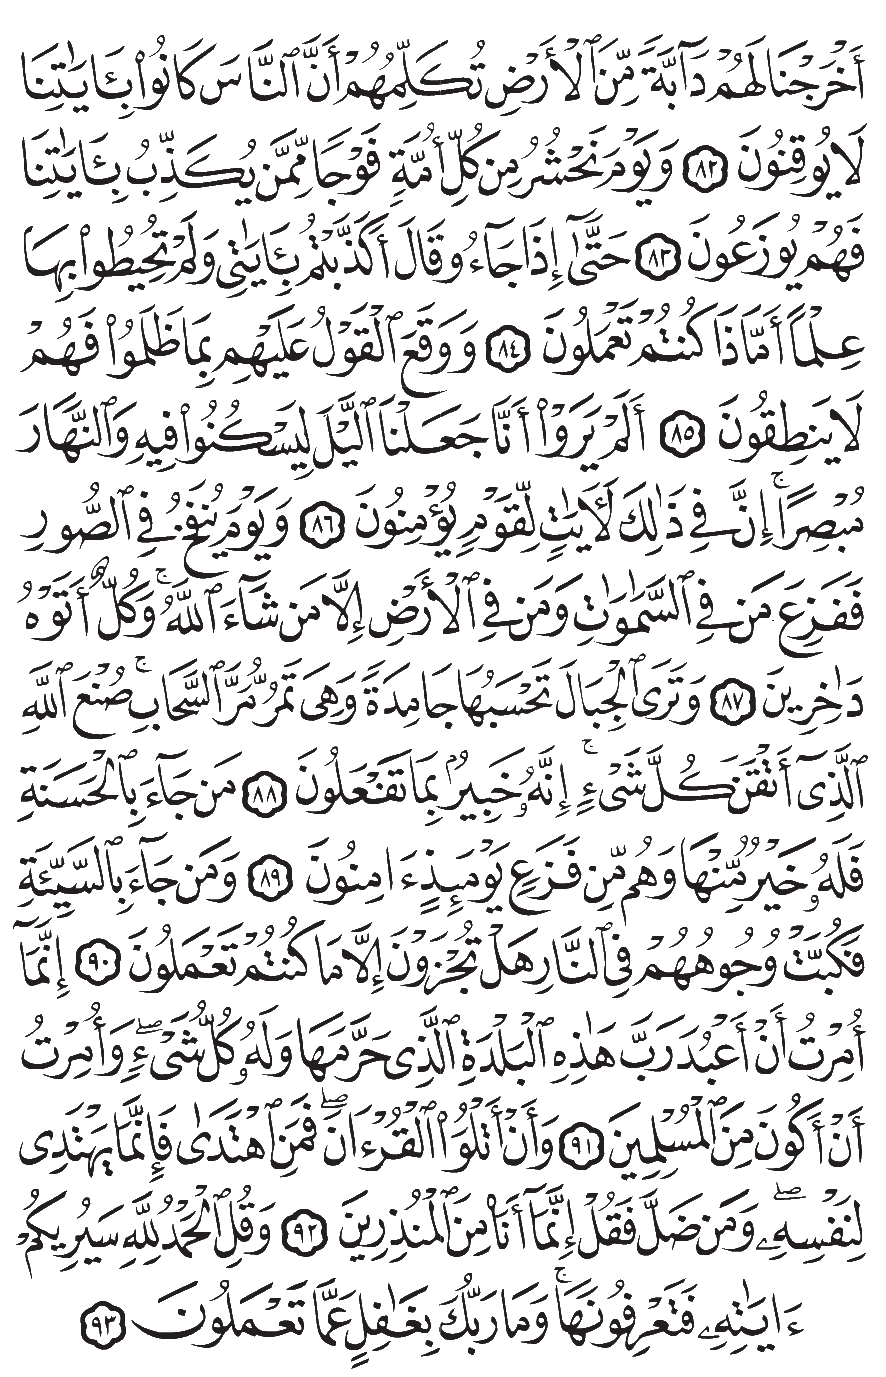 أَخْرَجْنَا لَهُمْ دَآبَّةً مِّنَ ٱلْأَرْضِ تُكَلِّمُهُمْ أَنَّ ٱلنَّاسَ كَانُوا۟ بِـَٔايَـٰتِنَا
لَا يُوقِنُونَ ٨٢ وَيَوْمَ نَحْشُرُ مِن كُلِّ أُمَّةٍ فَوْجًا مِّمَّن يُكَذِّبُ بِـَٔايَـٰتِنَا
فَهُمْ يُوزَعُونَ ٨٣ حَتَّىٰٓ إِذَا جَآءُو قَالَ أَكَذَّبْتُم بِـَٔايَـٰتِى وَلَمْ تُحِيطُوا۟ بِهَا
عِلْمًا أَمَّاذَا كُنتُمْ تَعْمَلُونَ ٨٤ وَوَقَعَ ٱلْقَوْلُ عَلَيْهِم بِمَا ظَلَمُوا۟ فَهُمْ
لَا يَنطِقُونَ ٨٥ أَلَمْ يَرَوْا۟ أَنَّا جَعَلْنَا ٱلَّيْلَ لِيَسْكُنُوا۟ فِيهِ وَٱلنَّهَارَ
مُبْصِرًا ۚ إِنَّ فِى ذَٰلِكَ لَـَٔايَـٰتٍ لِّقَوْمٍ يُؤْمِنُونَ ٨٦ وَيَوْمَ يُنفَخُ فِى ٱلصُّورِ
فَفَزِعَ مَن فِى ٱلسَّمَـٰوَٰتِ وَمَن فِى ٱلْأَرْضِ إِلَّا مَن شَآءَ ٱللَّهُ ۚ وَكُلٌّ أَتَوْهُ
دَٰخِرِينَ ٨٧ وَتَرَى ٱلْجِبَالَ تَحْسَبُهَا جَامِدَةً وَهِىَ تَمُرُّ مَرَّ ٱلسَّحَابِ ۚ صُنْعَ ٱللَّهِ
ٱلَّذِىٓ أَتْقَنَ كُلَّ شَىْءٍ ۚ إِنَّهُۥ خَبِيرٌۢ بِمَا تَفْعَلُونَ ٨٨ مَن جَآءَ بِٱلْحَسَنَةِ
فَلَهُۥ خَيْرٌ مِّنْهَا وَهُم مِّن فَزَعٍ يَوْمَئِذٍ ءَامِنُونَ ٨٩ وَمَن جَآءَ بِٱلسَّيِّئَةِ
فَكُبَّتْ وُجُوهُهُمْ فِى ٱلنَّارِ هَلْ تُجْزَوْنَ إِلَّا مَا كُنتُمْ تَعْمَلُونَ ٩٠ إِنَّمَآ
أُمِرْتُ أَنْ أَعْبُدَ رَبَّ هَـٰذِهِ ٱلْبَلْدَةِ ٱلَّذِى حَرَّمَهَا وَلَهُۥ كُلُّ شَىْءٍ ۖ وَأُمِرْتُ
أَنْ أَكُونَ مِنَ ٱلْمُسْلِمِينَ ٩١ وَأَنْ أَتْلُوَا۟ ٱلْقُرْءَانَ ۖ فَمَنِ ٱهْتَدَىٰ فَإِنَّمَا يَهْتَدِى
لِنَفْسِهِۦ ۖ وَمَن ضَلَّ فَقُلْ إِنَّمَآ أَنَا۠ مِنَ ٱلْمُنذِرِينَ ٩٢ وَقُلِ ٱلْحَمْدُ لِلَّهِ سَيُرِيكُمْ
ءَايَـٰتِهِۦ فَتَعْرِفُونَهَا ۚ وَمَا رَبُّكَ بِغَـٰفِلٍ عَمَّا تَعْمَلُونَ ٩٣